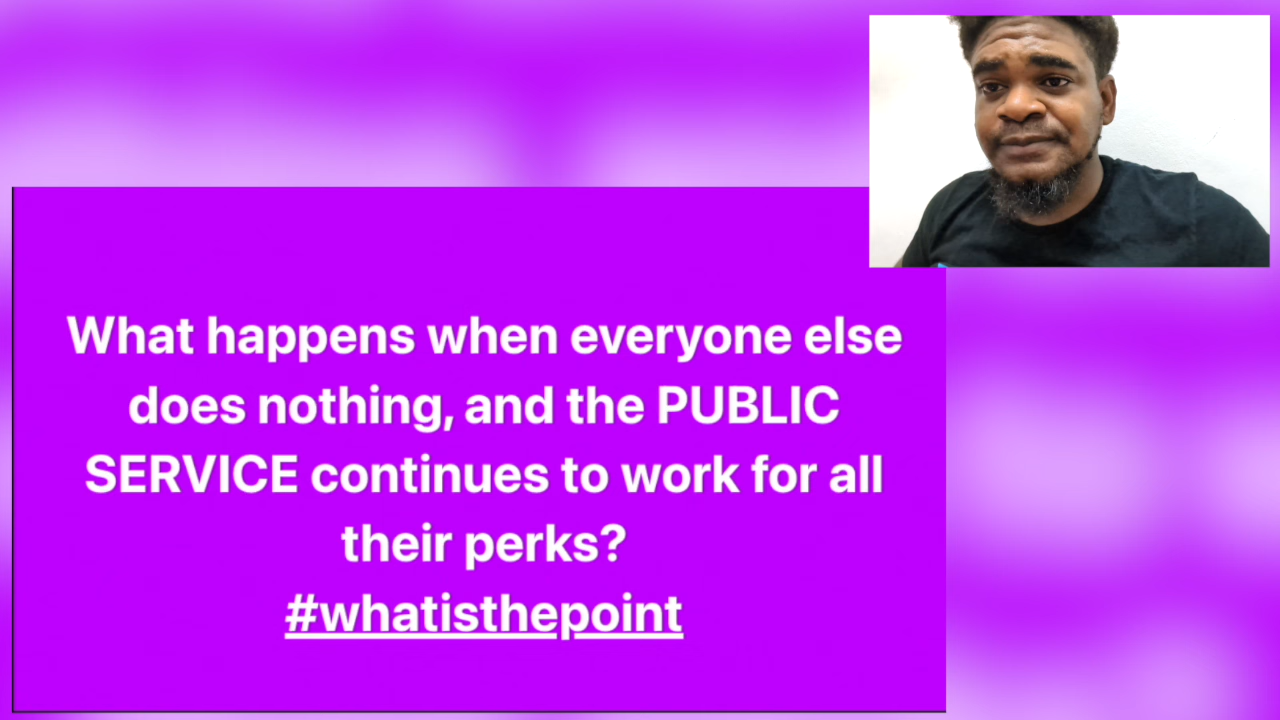 What happens when everyone else
does nothing, and the PUBLIC
SERVICE continues to work for all
their perks?
#whatisthepoint